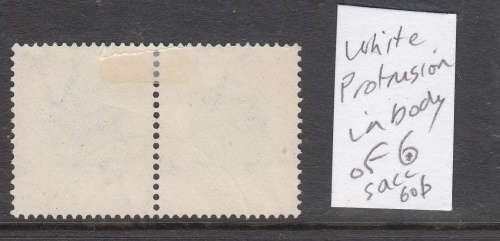 White
Protrusion
in body
of 6
SACC
60b